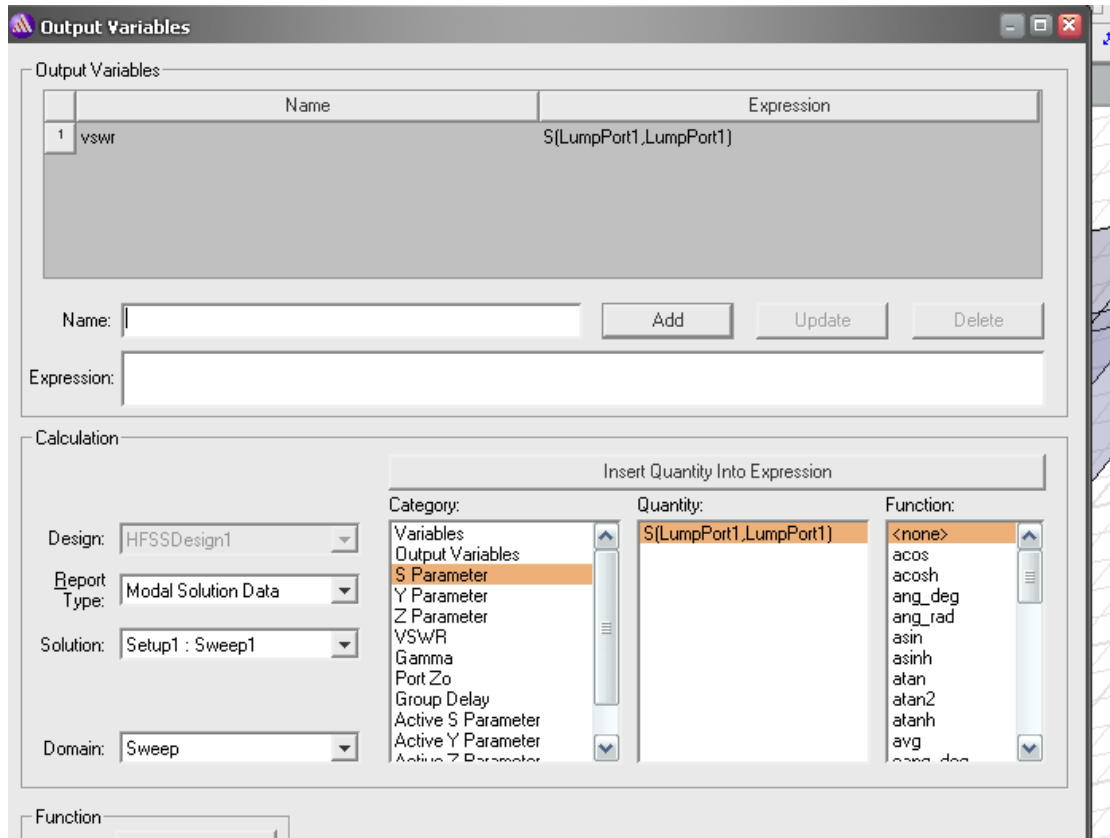 Output Variables
Output Variables
Name Expression
1 vswr S(LumpPort1,LumpPort1)
Name: Add Update Delete
Expression:
Calculation
Insert Quantity Into Expression
Category: Quantity: Function:
Design: HFSSDesign1
Report Type: Modal Solution Data
Solution: Setup1 : Sweep1
Domain: Sweep
Variables
Output Variables
S Parameter
Y Parameter
Z Parameter
VSWR
Gamma
Port Zo
Group Delay
Active S Parameter
Active Y Parameter
Active Z Parameter
S(LumpPort1,LumpPort1)
<none>
acos
acosh
ang_deg
ang_rad
asin
asinh
atan
atan2
atanh
avg
Function